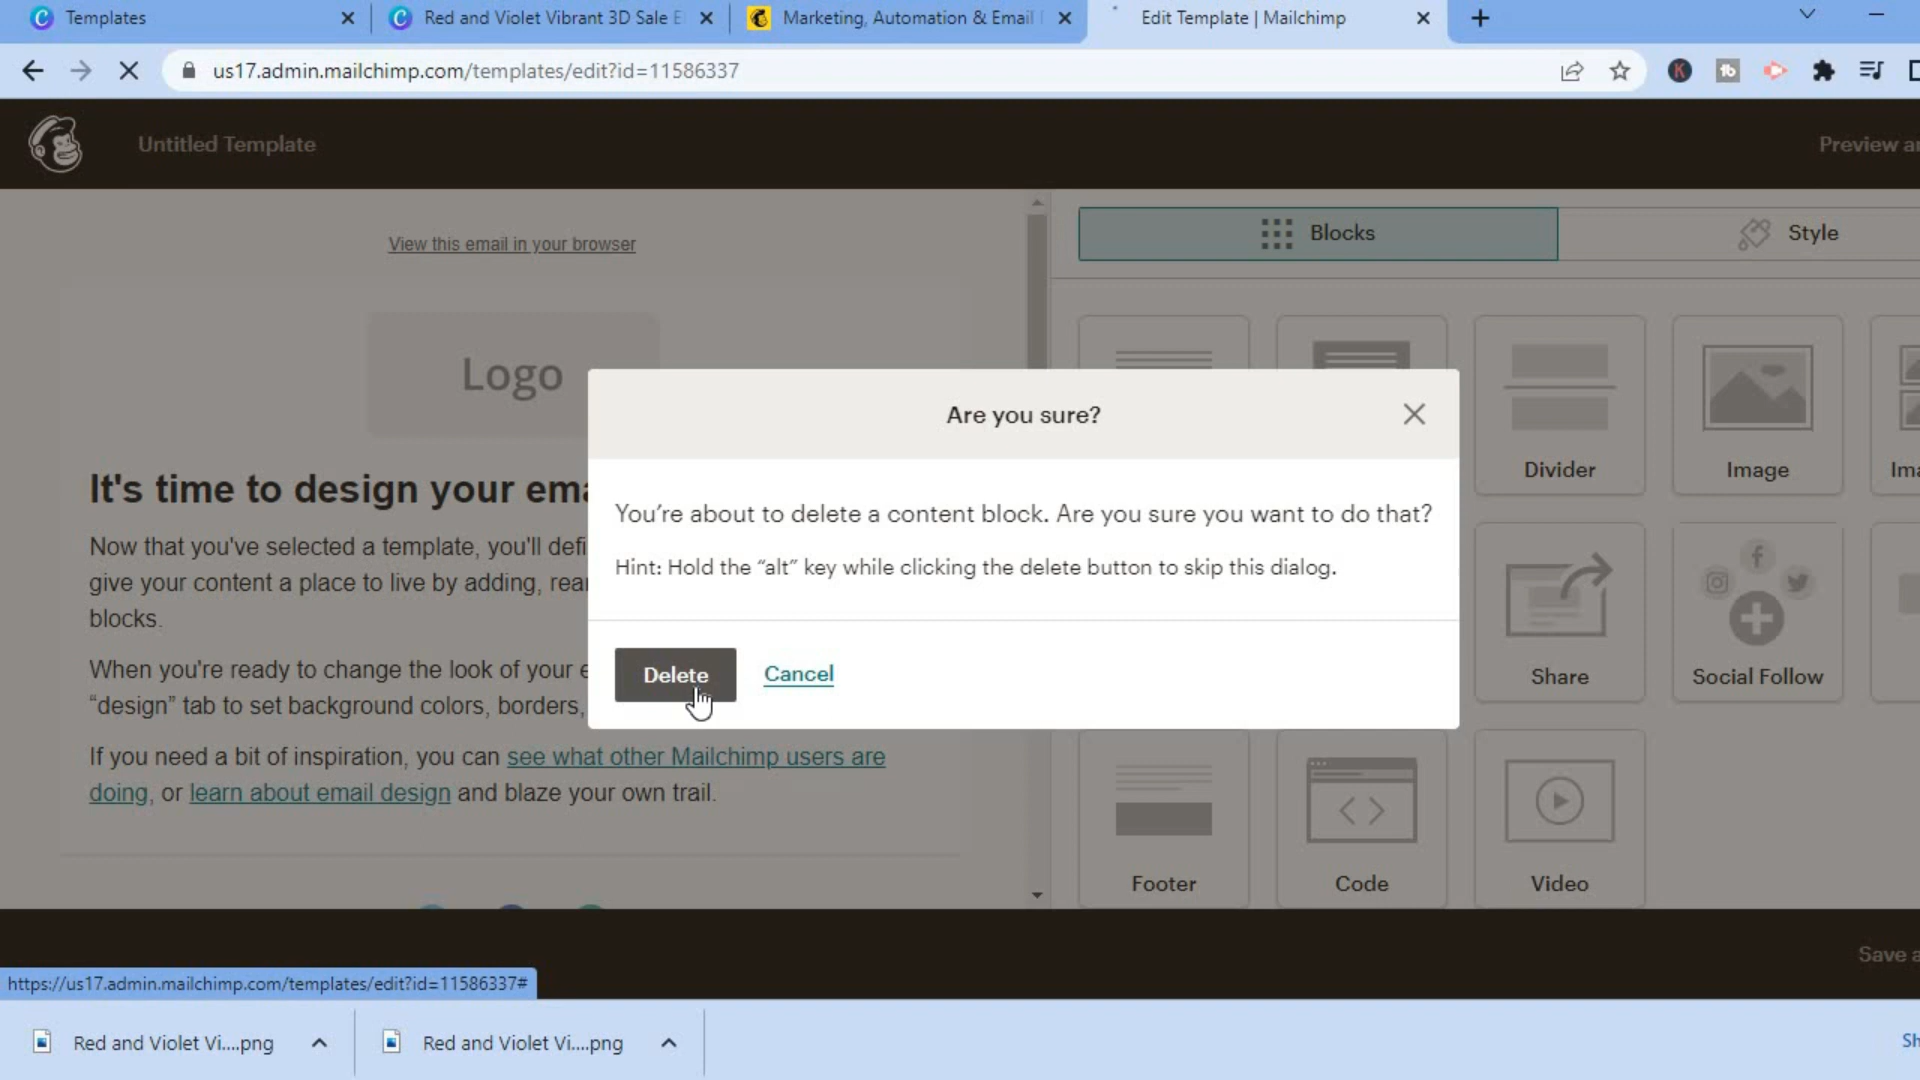 Templates
Red and Violet Vibrant 3D Sale E
Marketing, Automation & Email
Edit Template | Mailchimp
us17.admin.mailchimp.com/templates/edit?id=11586337
K
tb
Untitled Template
Preview an
View this email in your browser
Blocks
Style
Logo
It's time to design your ema
Now that you've selected a template, you'll defi
give your content a place to live by adding, rear
blocks.
When you're ready to change the look of your e
“design” tab to set background colors, borders,
If you need a bit of inspiration, you can see what other Mailchimp users are
doing, or learn about email design and blaze your own trail.
Are you sure?
You’re about to delete a content block. Are you sure you want to do that?
Hint: Hold the “alt” key while clicking the delete button to skip this dialog.
Delete
Cancel
Divider
Image
Ima
Share
Social Follow
Footer
Code
Video
Save a
https://us17.admin.mailchimp.com/templates/edit?id=11586337#
Red and Violet Vi....png
Red and Violet Vi....png
Sh